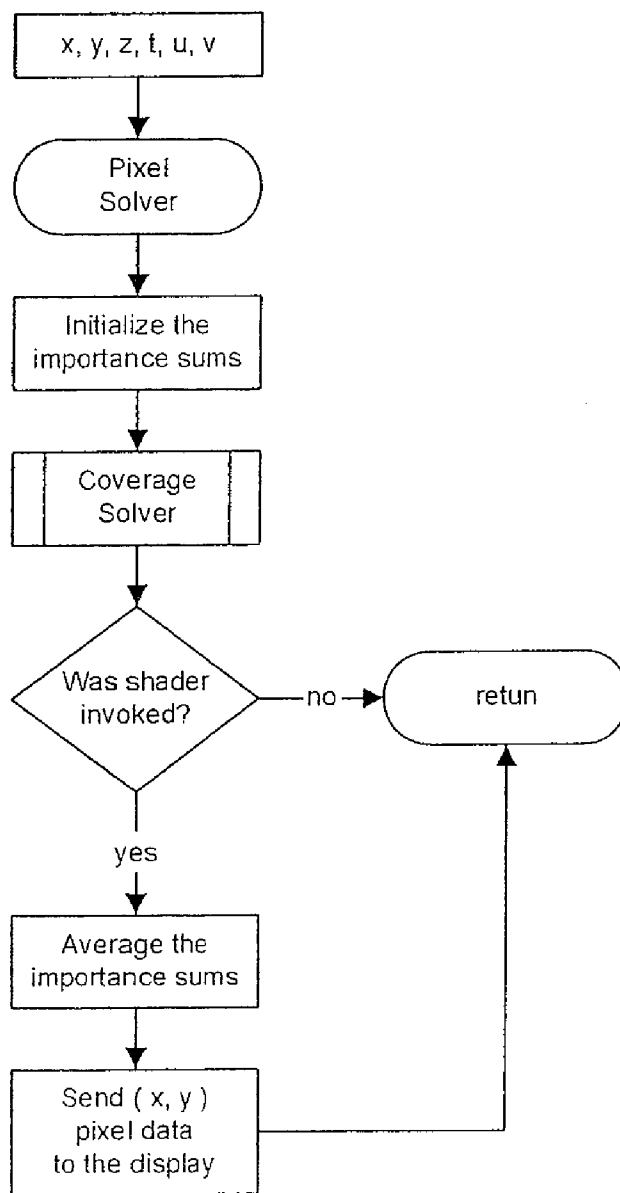 x, y, z, t, u, v
Pixel
Solver
Initialize the
importance sums
Coverage
Solver
Was shader
invoked?
no
retun
yes
Average the
importance sums
Send ( x, y )
pixel data
to the display